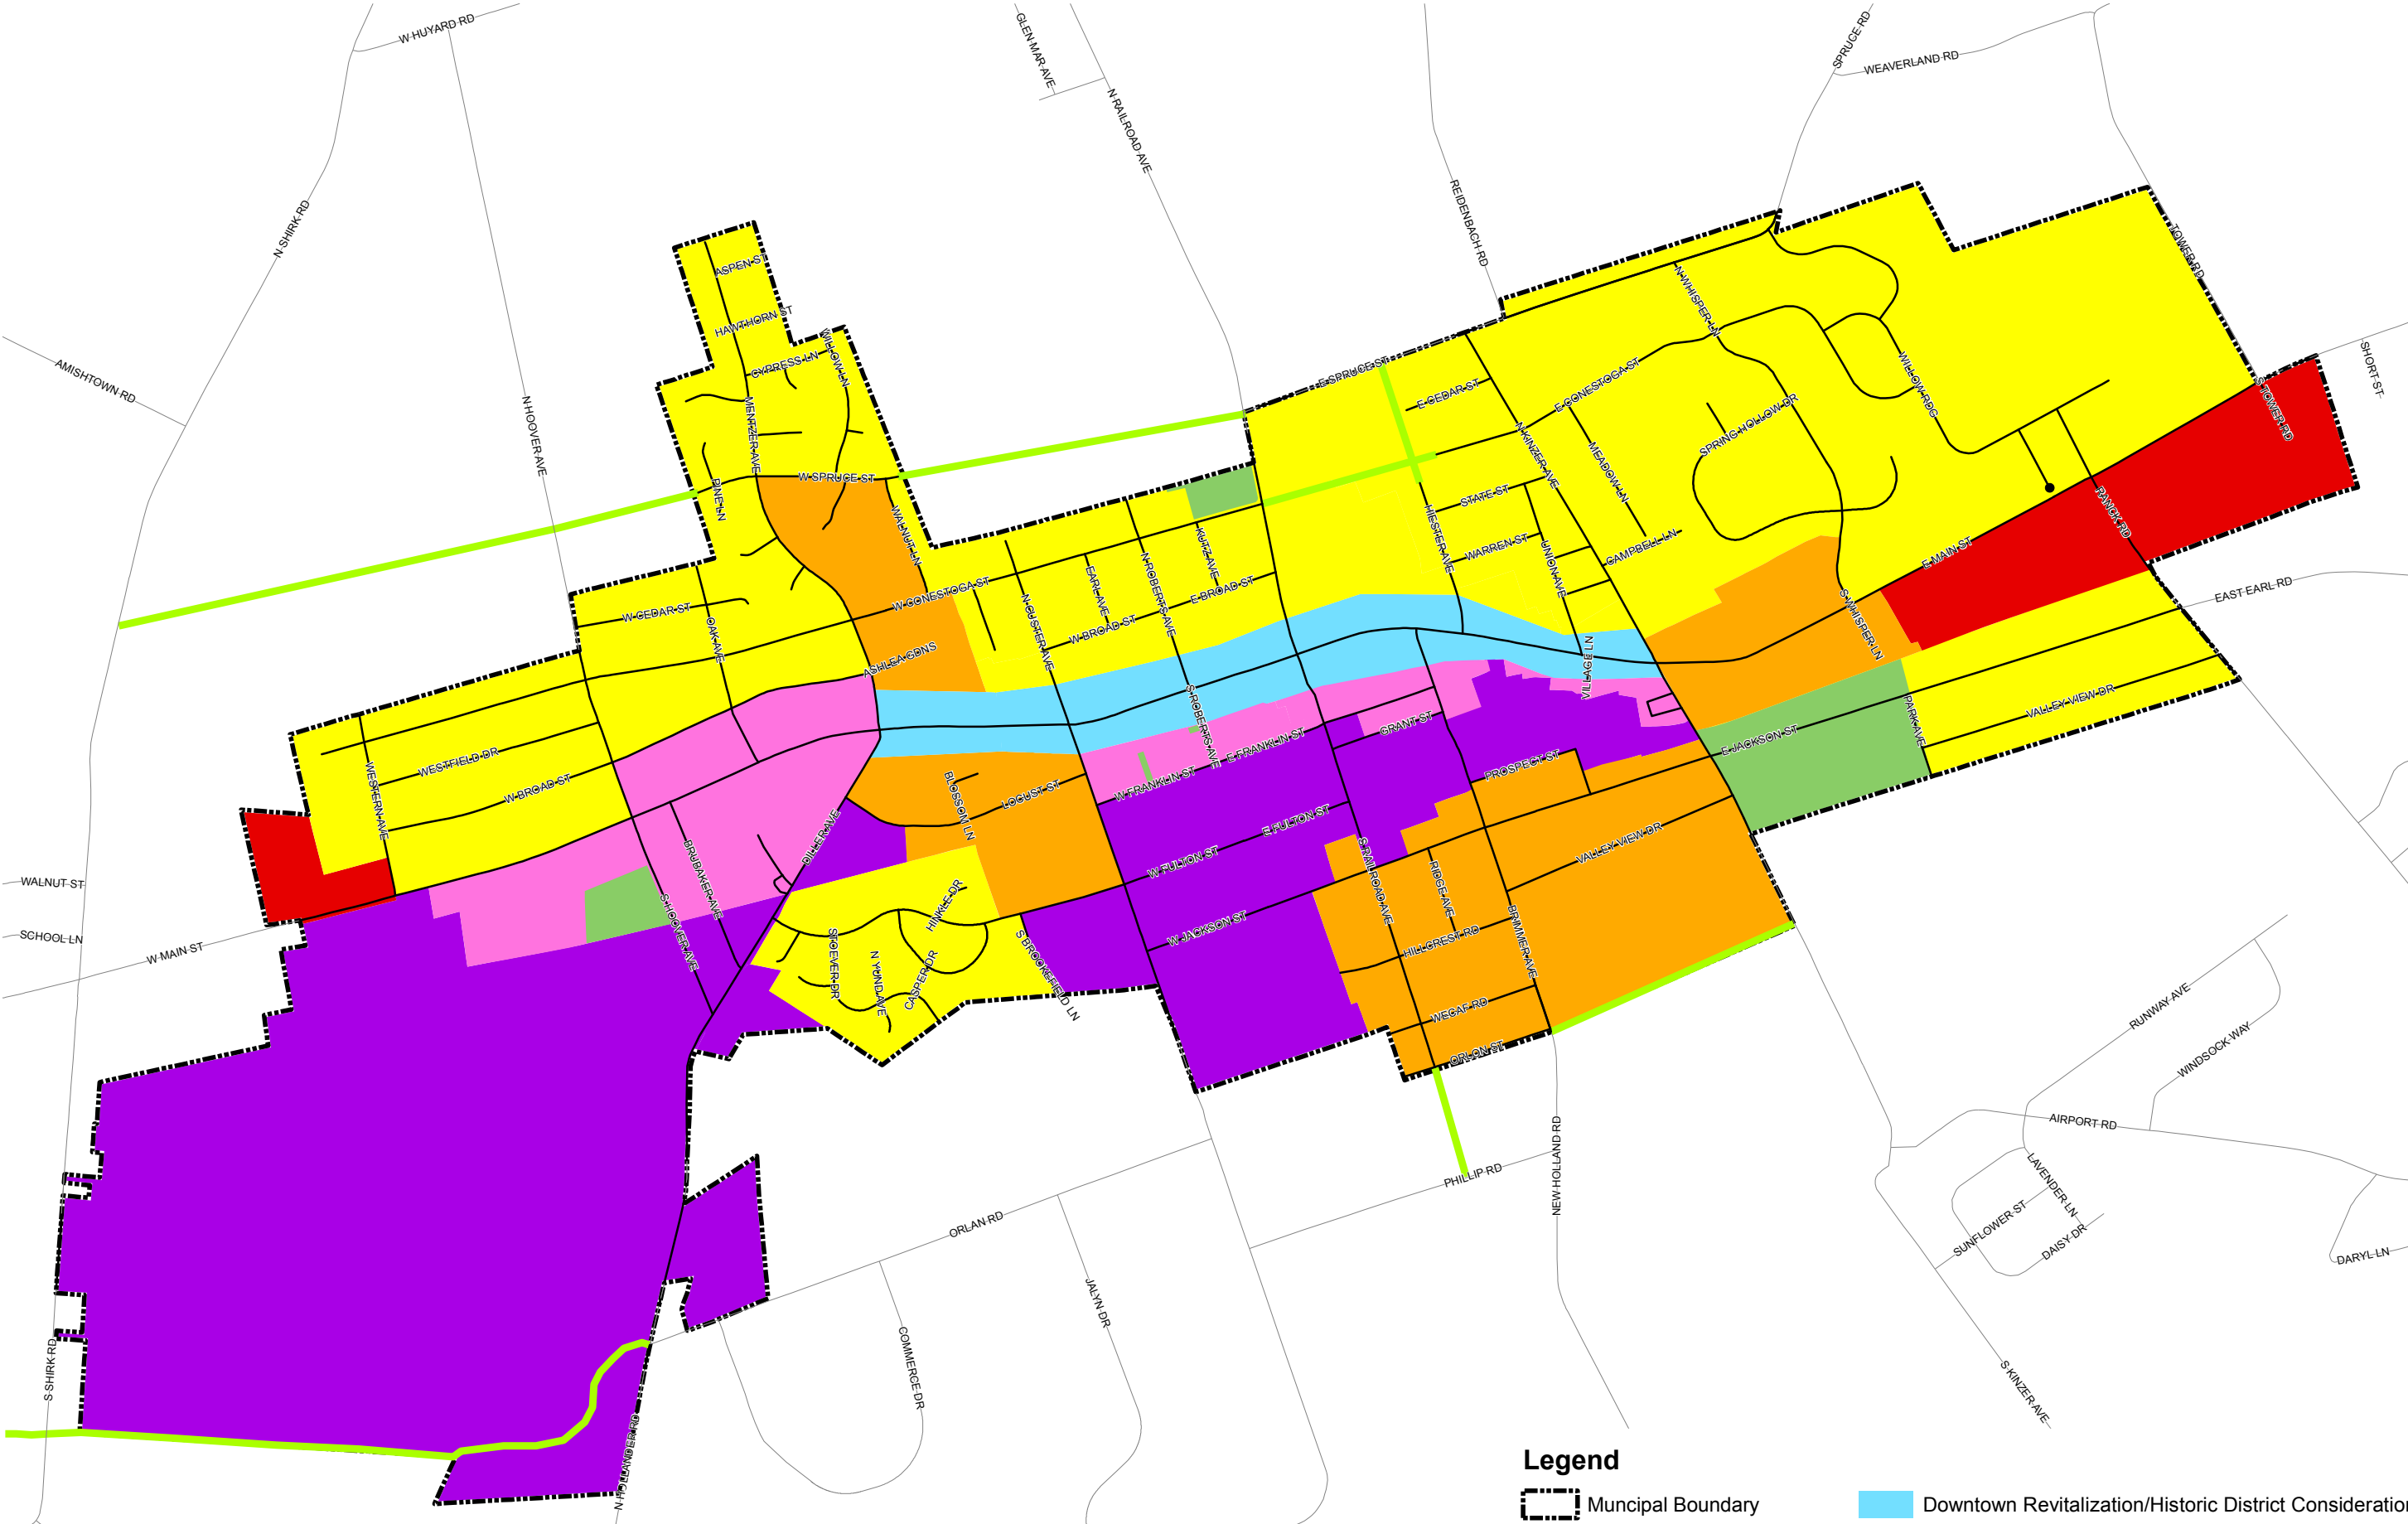 W HUYARD RD
GLEN MAR AVE
SPRUCE RD
WEAVERLAND RD
N RAILROAD AVE
N SHIRK RD
REIDENBACH RD
TOWER RD
ASPEN ST
HAWTHORN ST
WILLOW LN
CYPRESS LN
N WHISPER LN
SHORT ST
AMISHTOWN RD
N HOOVER AVE
MENTZER AVE
E SPRUCE ST
E CEDAR ST
E CONESTOGA ST
WILLOW RDG
S TOWER RD
SPRING HOLLOW DR
N KINZER AVE
MEADOW LN
W SPRUCE ST
PINE LN
WALNUT LN
STATE ST
HIESTER AVE
RANCK RD
WARREN ST
UNION AVE
CAMPBELL LN
E MAIN ST
KUTZ AVE
N ROBERTS AVE
EARL AVE
E BROAD ST
W CONESTOGA ST
N CUSTER AVE
W BROAD ST
EAST EARL RD
W CEDAR ST
OAK AVE
S WHISPER LN
ASHLEA GDNS
VILLAGE LN
S ROBERTS AVE
PARK AVE
VALLEY VIEW DR
GRANT ST
E JACKSON ST
E FRANKLIN ST
WESTFIELD DR
W BROAD ST
WESTERN AVE
BLOSSOM LN
LOCUST ST
W FRANKLIN ST
PROSPECT ST
E FULTON ST
DILLER AVE
VALLEY VIEW DR
W FULTON ST
S RAILROAD AVE
RIDGE AVE
BRUBAKER AVE
WALNUT ST
HINKLE DR
S HOOVER AVE
SCHOOL LN
W MAIN ST
STOEVER DR
N YUND AVE
CASPER DR
S BROOKEFIELD LN
W JACKSON ST
HILLCREST RD
BRIMMER AVE
WECAF RD
ORLON ST
RUNWAY AVE
WINDSOCK WAY
AIRPORT RD
NEW HOLLAND RD
PHILLIP RD
LAVENDER LN
SUNFLOWER ST
DAISY DR
DARYL LN
ORLAN RD
JALYN DR
COMMERCE DR
S SHIRK RD
N HOLLANDER RD
S KINZER AVE
Legend
Muncipal Boundary
Downtown Revitalization/Historic District Consideration